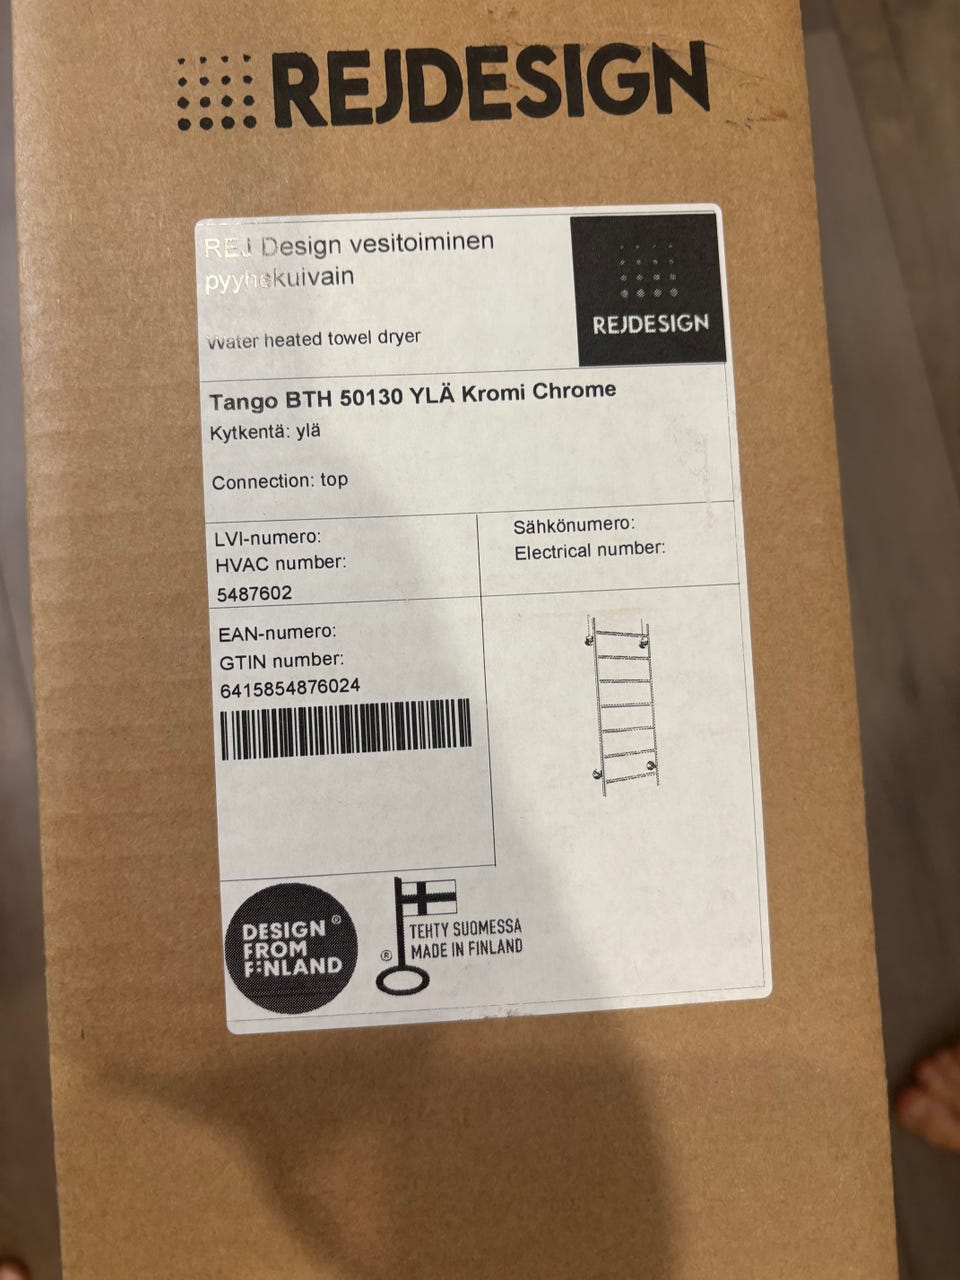 REJDESIGN
REJ Design vesitoiminen
pyyhekuivain
REJDESIGN
Water heated towel dryer
Tango BTH 50130 YLÄ Kromi Chrome
Kytkentä: ylä
Connection: top
LVI-numero:
HVAC number:
5487602
Sähkönumero:
Electrical number:
EAN-numero:
GTIN number:
6415854876024
DESIGN ®
FROM
FINLAND
TEHTY SUOMESSA
® MADE IN FINLAND